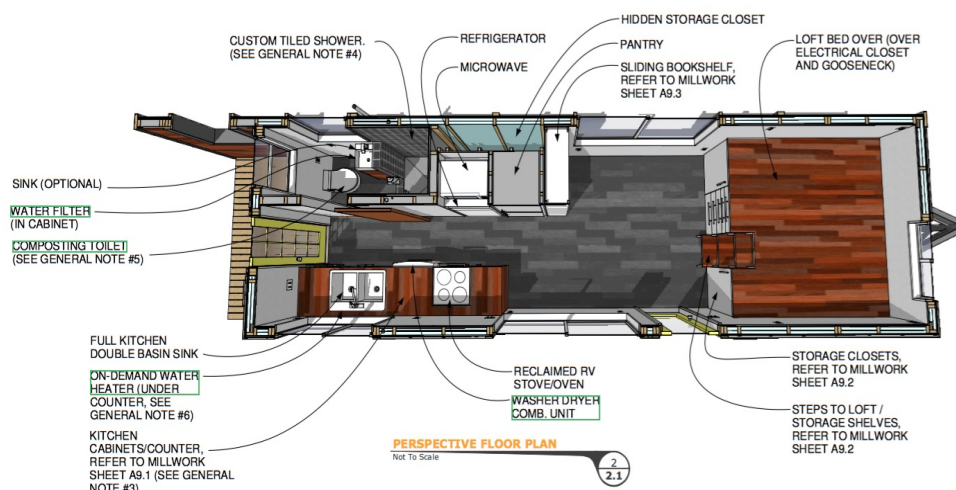 HIDDEN STORAGE CLOSET
CUSTOM TILED SHOWER.
(SEE GENERAL NOTE #4)
REFRIGERATOR
MICROWAVE
PANTRY
SLIDING BOOKSHELF,
REFER TO MILLWORK
SHEET A9.3
LOFT BED OVER (OVER
ELECTRICAL CLOSET
AND GOOSENECK)
SINK (OPTIONAL)
WATER FILTER
(IN CABINET)
COMPOSTING TOILET
(SEE GENERAL NOTE #5)
FULL KITCHEN
DOUBLE BASIN SINK
ON-DEMAND WATER
HEATER (UNDER
COUNTER, SEE
GENERAL NOTE #6)
KITCHEN
CABINETS/COUNTER,
REFER TO MILLWORK
SHEET A9.1 (SEE GENERAL
NOTE #3)
RECLAIMED RV
STOVE/OVEN
WASHER DRYER
COMB. UNIT
STORAGE CLOSETS,
REFER TO MILLWORK
SHEET A9.2
STEPS TO LOFT /
STORAGE SHELVES,
REFER TO MILLWORK
SHEET A9.2
PERSPECTIVE FLOOR PLAN
Not To Scale
2
2.1